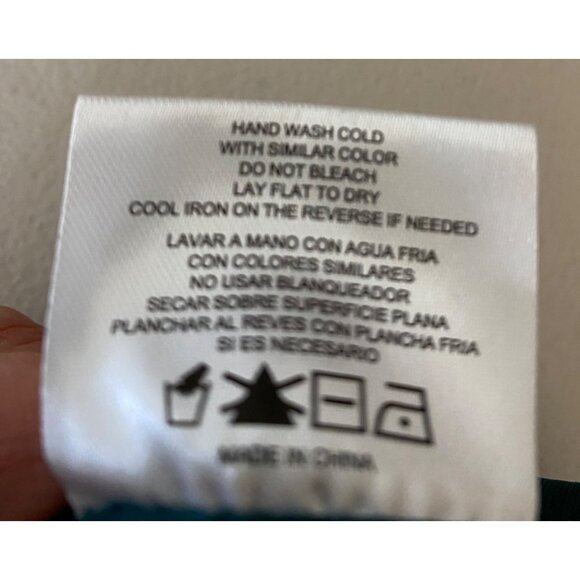 HAND WASH COLD
WITH SIMILAR COLOR
DO NOT BLEACH
LAY FLAT TO DRY
COOL IRON ON THE REVERSE IF NEEDED
LAVAR A MANO CON AGUA FRIA
CON COLORES SIMILARES
NO USAR BLANQUEADOR
SECAR SOBRE SUPERFICIE PLANA
PLANCHAR AL REVES CON PLANCHA FRIA
SI ES NECESARIO
MADE IN CHINA